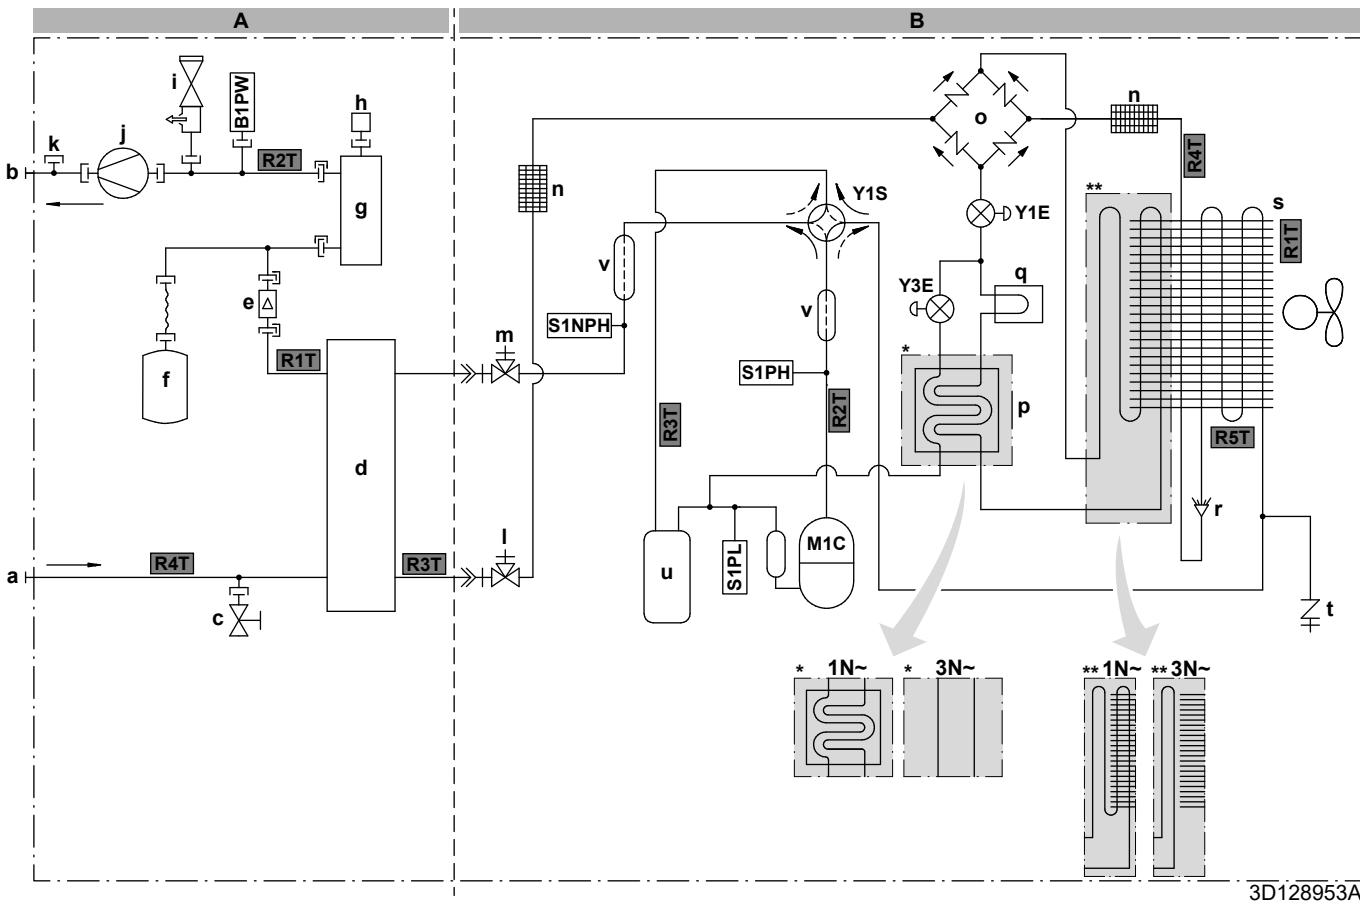 A B
i
B1PW
h
k
j
R2T
b
g
e
R1T
f
d
R4T
a
c
R3T
n
o
n
R4T
**
s
R1T
Y1S
Y1E
v
Y3E
q
v
S1NPH
m
*
S1PH
R3T
R2T
p
R5T
r
l
M1C
u
S1PL
t
* 1N~ * 3N~
** 1N~ ** 3N~
3D128953A